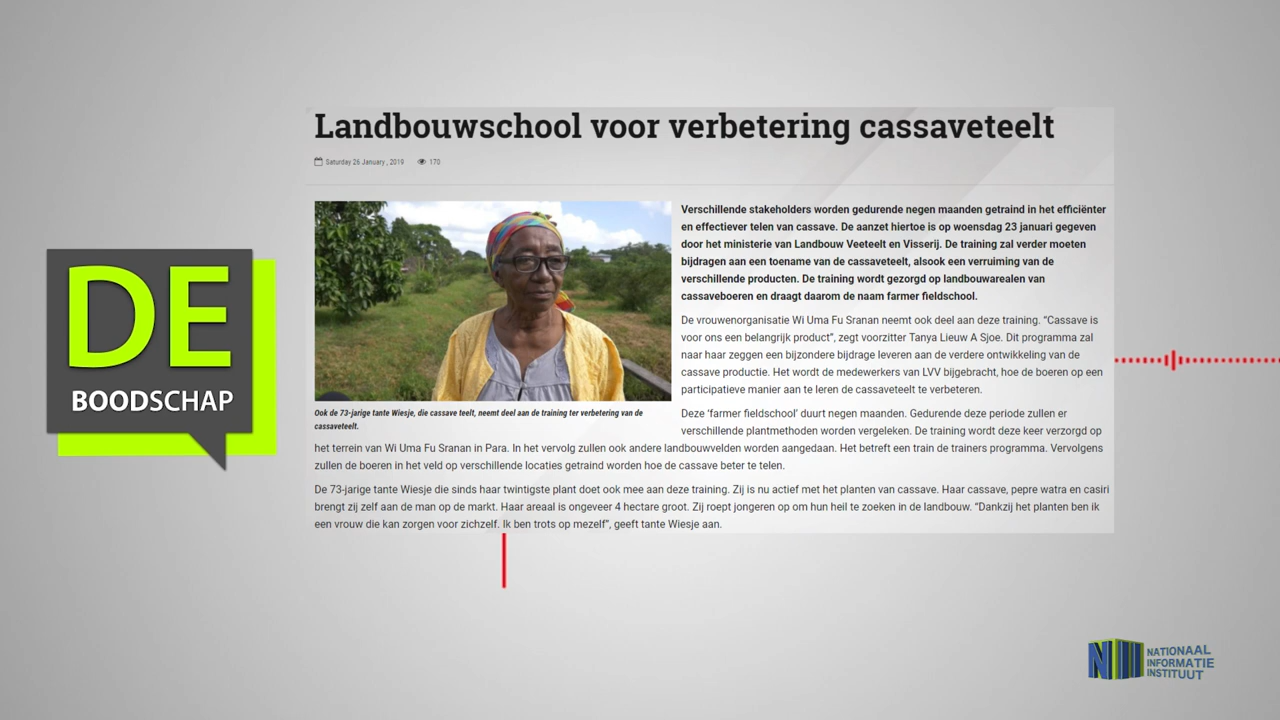 Landbouwschool voor verbetering cassaveteelt
Saturday 26 January , 2019 170
Verschillende stakeholders worden gedurende negen maanden getraind in het efficiënter
en effectiever telen van cassave. De aanzet hiertoe is op woensdag 23 januari gegeven
door het ministerie van Landbouw Veeteelt en Visserij. De training zal verder moeten
bijdragen aan een toename van de cassaveteelt, alsook een verruiming van de
verschillende producten. De training wordt gezorgd op landbouwarealen van
cassaveboeren en draagt daarom de naam farmer fieldschool.
De vrouwenorganisatie Wi Uma Fu Sranan neemt ook deel aan deze training. “Cassave is
voor ons een belangrijk product”, zegt voorzitter Tanya Lieuw A Sjoe. Dit programma zal
naar haar zeggen een bijzondere bijdrage leveren aan de verdere ontwikkeling van de
cassave productie. Het wordt de medewerkers van LVV bijgebracht, hoe de boeren op een
participatieve manier aan te leren de cassaveteelt te verbeteren.
Ook de 73-jarige tante Wiesje, die cassave teelt, neemt deel aan de training ter verbetering van de
cassaveteelt.
Deze ‘farmer fieldschool’ duurt negen maanden. Gedurende deze periode zullen er
verschillende plantmethoden worden vergeleken. De training wordt deze keer verzorgd op
het terrein van Wi Uma Fu Sranan in Para. In het vervolg zullen ook andere landbouwvelden worden aangedaan. Het betreft een train de trainers programma. Vervolgens
zullen de boeren in het veld op verschillende locaties getraind worden hoe de cassave beter te telen.
De 73-jarige tante Wiesje die sinds haar twintigste plant doet ook mee aan deze training. Zij is nu actief met het planten van cassave. Haar cassave, pepre watra en casiri
brengt zij zelf aan de man op de markt. Haar areaal is ongeveer 4 hectare groot. Zij roept jongeren op om hun heil te zoeken in de landbouw. “Dankzij het planten ben ik
een vrouw die kan zorgen voor zichzelf. Ik ben trots op mezelf”, geeft tante Wiesje aan.
DE
BOODSCHAP
NII
NATIONAAL
INFORMATIE
INSTITUUT